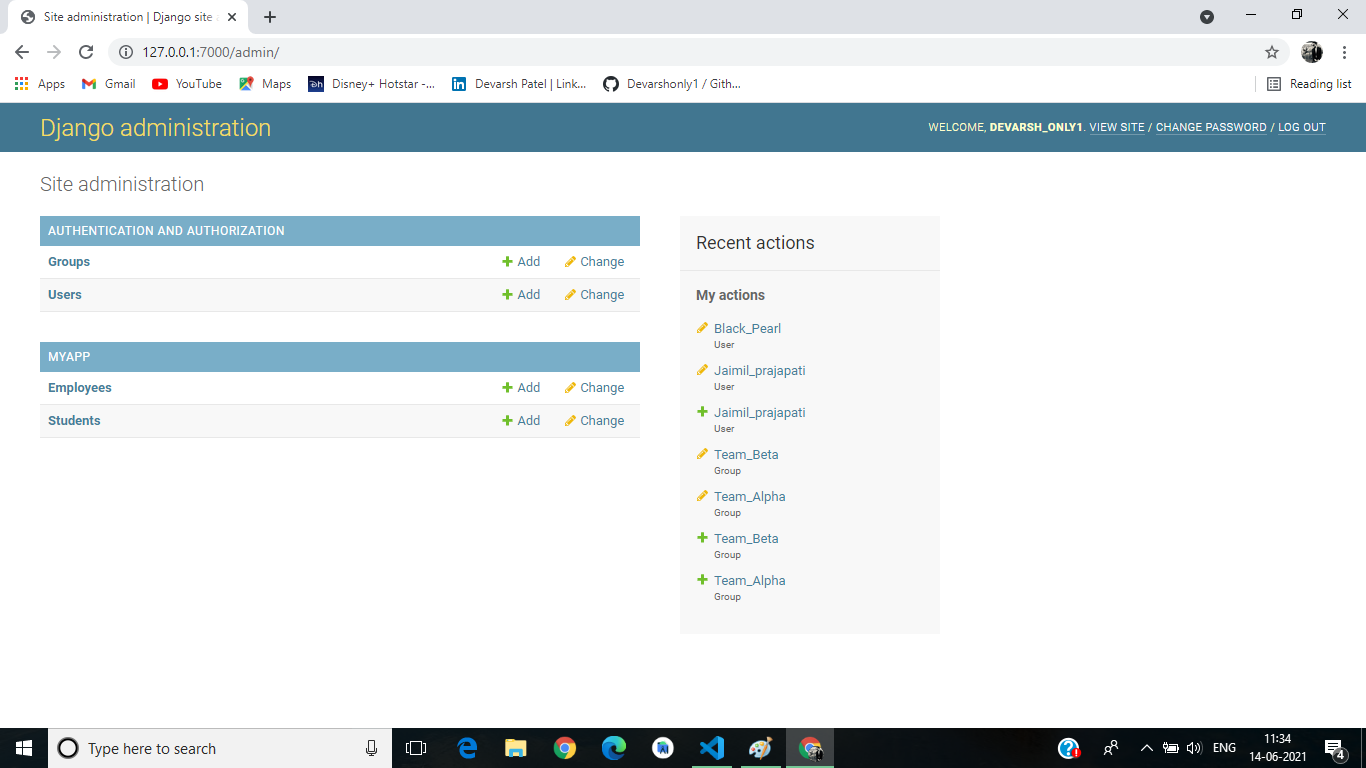 Site administration | Django site
127.0.0.1:7000/admin/
Apps Gmail YouTube Maps Disney+ Hotstar -... Devarsh Patel | Link... Devarshonly1 / Gith... Reading list
Django administration
WELCOME, DEVARSH_ONLY1. VIEW SITE / CHANGE PASSWORD / LOG OUT
Site administration
AUTHENTICATION AND AUTHORIZATION
Groups Add Change
Users Add Change
MYAPP
Employees Add Change
Students Add Change
Recent actions
My actions
Black_Pearl
User
Jaimil_prajapati
User
Jaimil_prajapati
User
Team_Beta
Group
Team_Alpha
Group
Team_Beta
Group
Team_Alpha
Group
Type here to search
ENG
11:34
14-06-2021
4